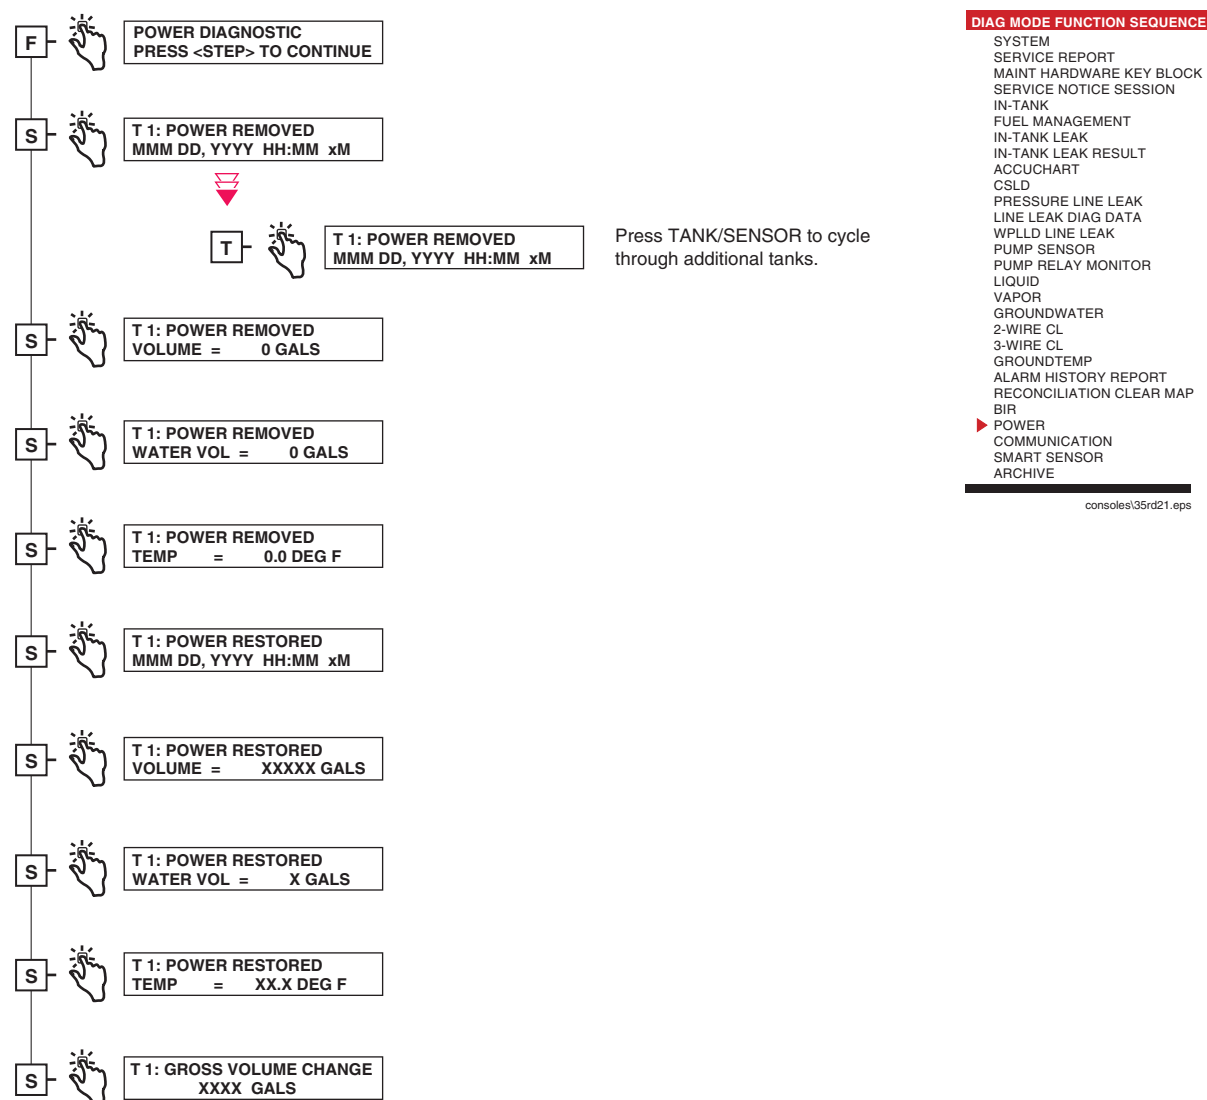 F
POWER DIAGNOSTIC
PRESS <STEP> TO CONTINUE
S
T 1: POWER REMOVED
MMM DD, YYYY HH:MM xM
T
T 1: POWER REMOVED
MMM DD, YYYY HH:MM xM
Press TANK/SENSOR to cycle
through additional tanks.
S
T 1: POWER REMOVED
VOLUME = 0 GALS
S
T 1: POWER REMOVED
WATER VOL = 0 GALS
S
T 1: POWER REMOVED
TEMP = 0.0 DEG F
S
T 1: POWER RESTORED
MMM DD, YYYY HH:MM xM
S
T 1: POWER RESTORED
VOLUME = XXXXX GALS
S
T 1: POWER RESTORED
WATER VOL = X GALS
S
T 1: POWER RESTORED
TEMP = XX.X DEG F
S
T 1: GROSS VOLUME CHANGE
XXXX GALS
DIAG MODE FUNCTION SEQUENCE
SYSTEM
SERVICE REPORT
MAINT HARDWARE KEY BLOCK
SERVICE NOTICE SESSION
IN-TANK
FUEL MANAGEMENT
IN-TANK LEAK
IN-TANK LEAK RESULT
ACCUCHART
CSLD
PRESSURE LINE LEAK
LINE LEAK DIAG DATA
WPLLD LINE LEAK
PUMP SENSOR
PUMP RELAY MONITOR
LIQUID
VAPOR
GROUNDWATER
2-WIRE CL
3-WIRE CL
GROUNDTEMP
ALARM HISTORY REPORT
RECONCILIATION CLEAR MAP
BIR
POWER
COMMUNICATION
SMART SENSOR
ARCHIVE
consoles\35rd21.eps